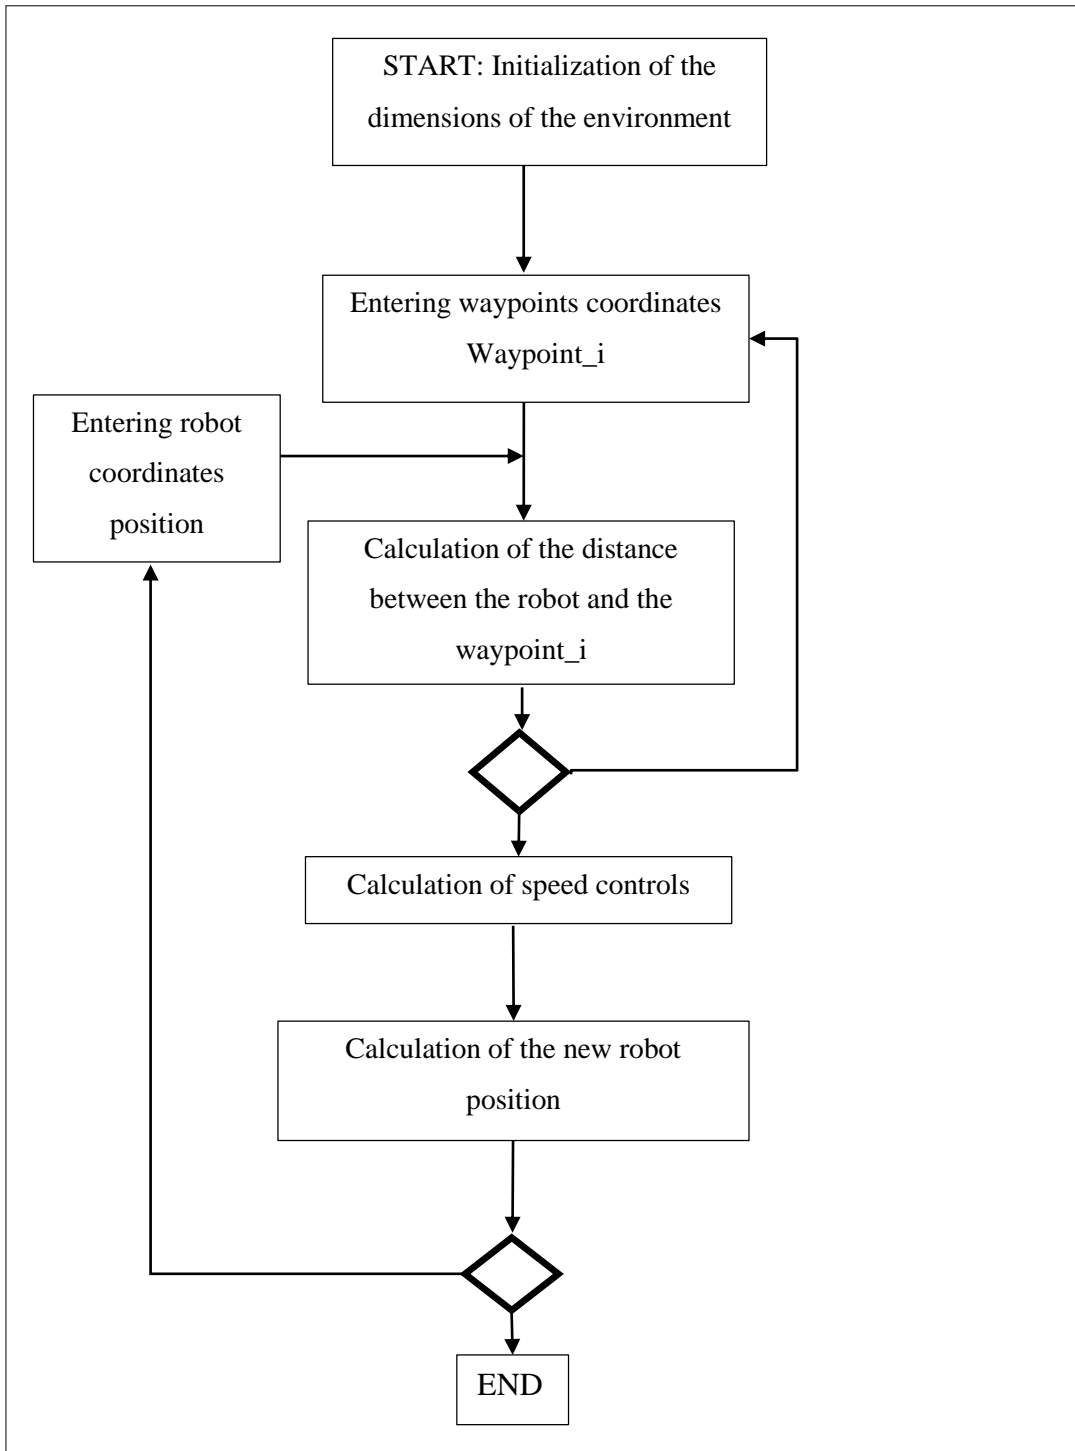 START: Initialization of the
dimensions of the environment
Entering waypoints coordinates
Waypoint_i
Entering robot
coordinates
position
Calculation of the distance
between the robot and the
waypoint_i
Calculation of speed controls
Calculation of the new robot
position
END